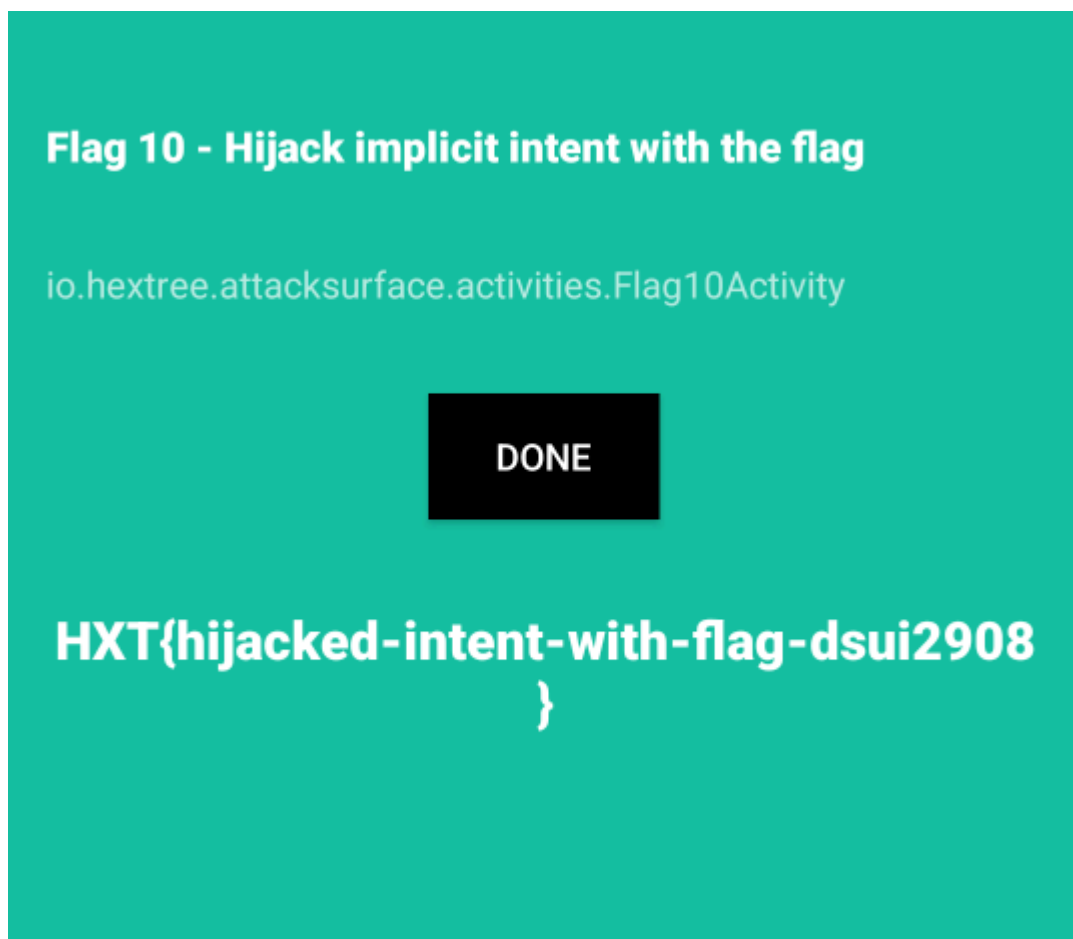 Flag 10 - Hijack implicit intent with the flag
io.hextree.attacksurface.activities.Flag10Activity
DONE
HXT{hijacked-intent-with-flag-dsui2908
}